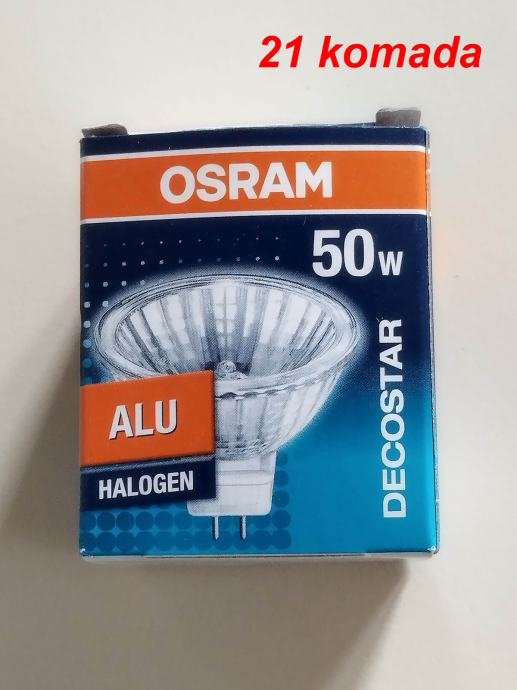 21 komada
OSRAM
50W
DECOSTAR
ALU
HALOGEN